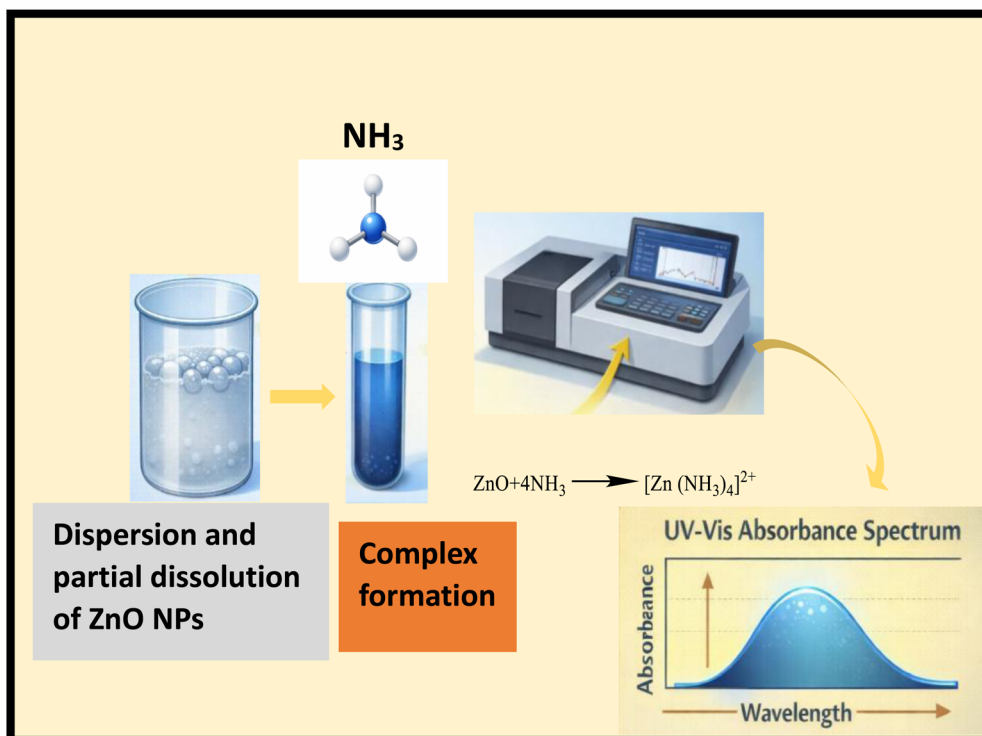 NH₃
ZnO+4NH₃ ⟶ [Zn (NH₃)₄]²⁺
Dispersion and
partial dissolution
of ZnO NPs
Complex
formation
UV-Vis Absorbance Spectrum
Absorbaance
Wavelength